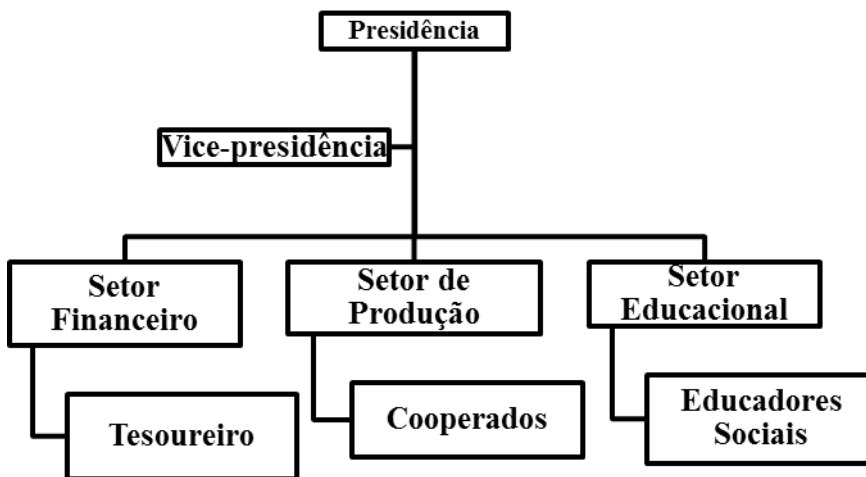 Presidência
Vice-presidência
Setor
Financeiro
Setor de
Produção
Setor
Educacional
Tesoureiro
Cooperados
Educadores
Sociais